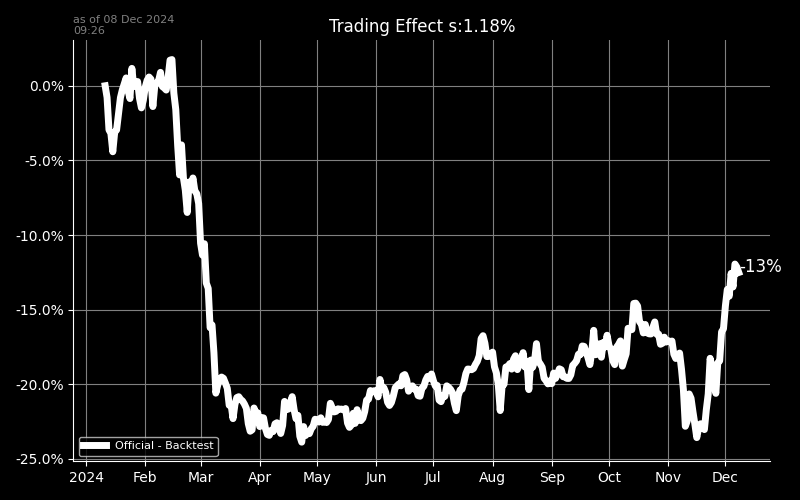 as of 08 Dec 2024
09:26
Trading Effect s:1.18%
0.0%
-5.0%
-10.0%
-13%
-15.0%
-20.0%
-25.0%
Official - Backtest
2024 Feb Mar Apr May Jun Jul Aug Sep Oct Nov Dec